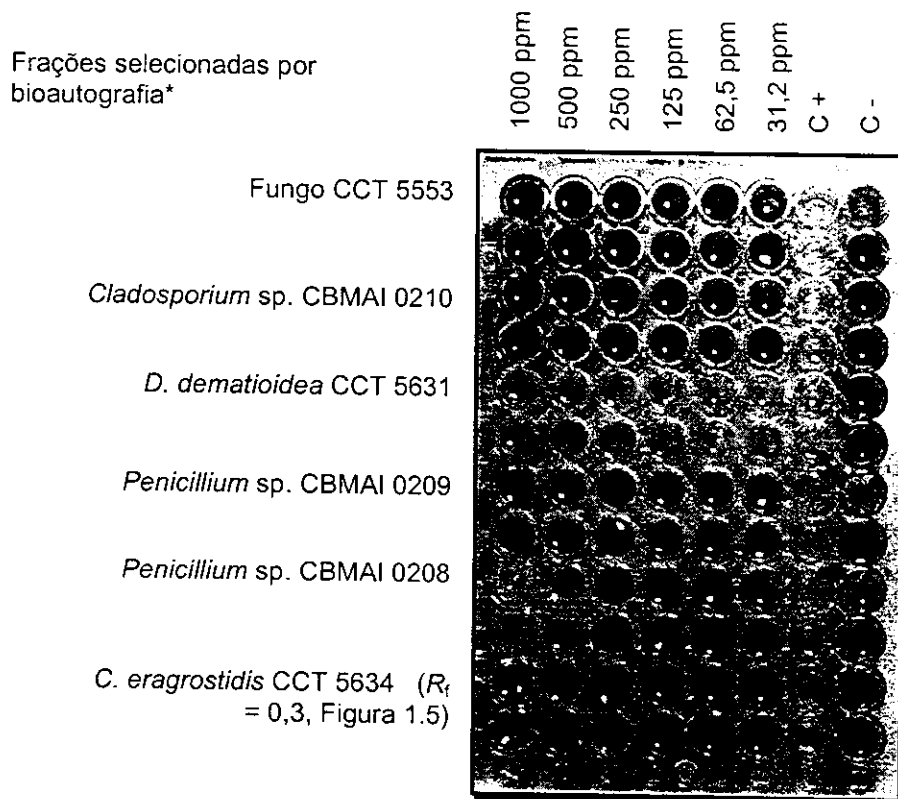 Frações selecionadas por
bioautografia*
1000 ppm
500 ppm
250 ppm
125 ppm
62,5 ppm
31,2 ppm
C +
C -
Fungo CCT 5553
Cladosporium sp. CBMAI 0210
D. dematioidea CCT 5631
Penicillium sp. CBMAI 0209
Penicillium sp. CBMAI 0208
C. eragrostidis CCT 5634 (Rf
= 0,3, Figura 1.5)